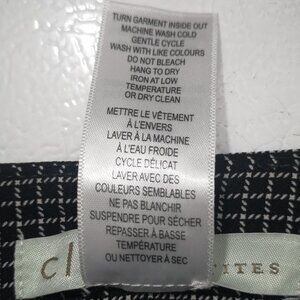 TURN GARMENT INSIDE OUT
MACHINE WASH COLD
GENTLE CYCLE
WASH WITH LIKE COLOURS
DO NOT BLEACH
HANG TO DRY
IRON AT LOW
TEMPERATURE
OR DRY CLEAN
METTRE LE VÊTEMENT
À L'ENVERS
LAVER À LA MACHINE
À L'EAU FROIDE
CYCLE DÉLICAT
LAVER AVEC DES
COULEURS SEMBLABLES
NE PAS BLANCHIR
SUSPENDRE POUR SÉCHER
REPASSER À BASSE
TEMPÉRATURE
OU NETTOYER À SEC